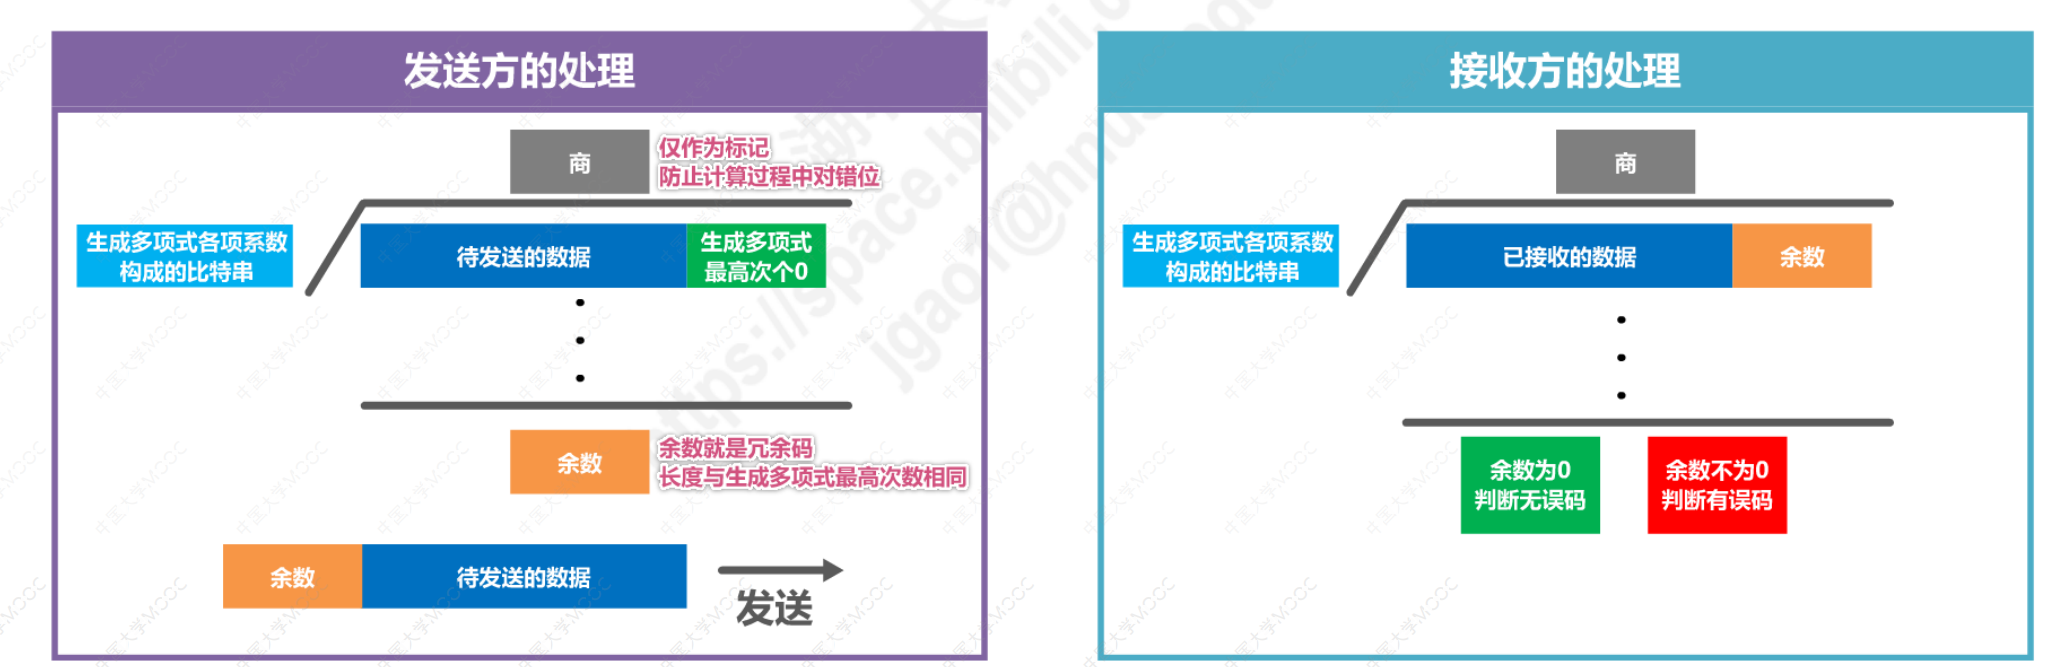 发送方的处理
商
仅作为标记
防止计算过程中对错位
生成多项式各项系数
构成的比特串
待发送的数据
生成多项式
最高次个0
余数
余数就是冗余码
长度与生成多项式最高次数相同
余数
待发送的数据
发送
接收方的处理
商
生成多项式各项系数
构成的比特串
已接收的数据
余数
余数为0
判断无误码
余数不为0
判断有误码
中国大学MOOC
https://space.bilibili.c